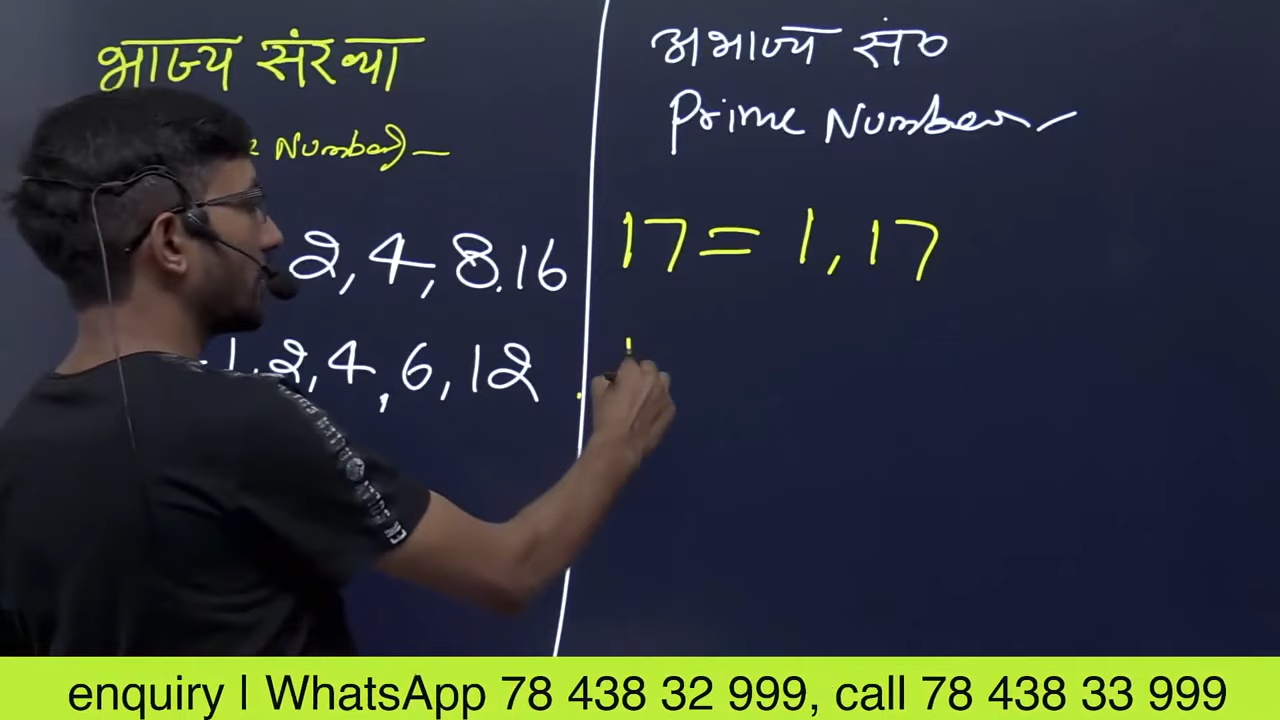 भाज्य संख्या
Number) —
2, 4, 8.16
1, 2, 4, 6, 12
अभाज्य सं०
Prime Number
17 = 1, 17
enquiry I WhatsApp 78 438 32 999, call 78 438 33 999